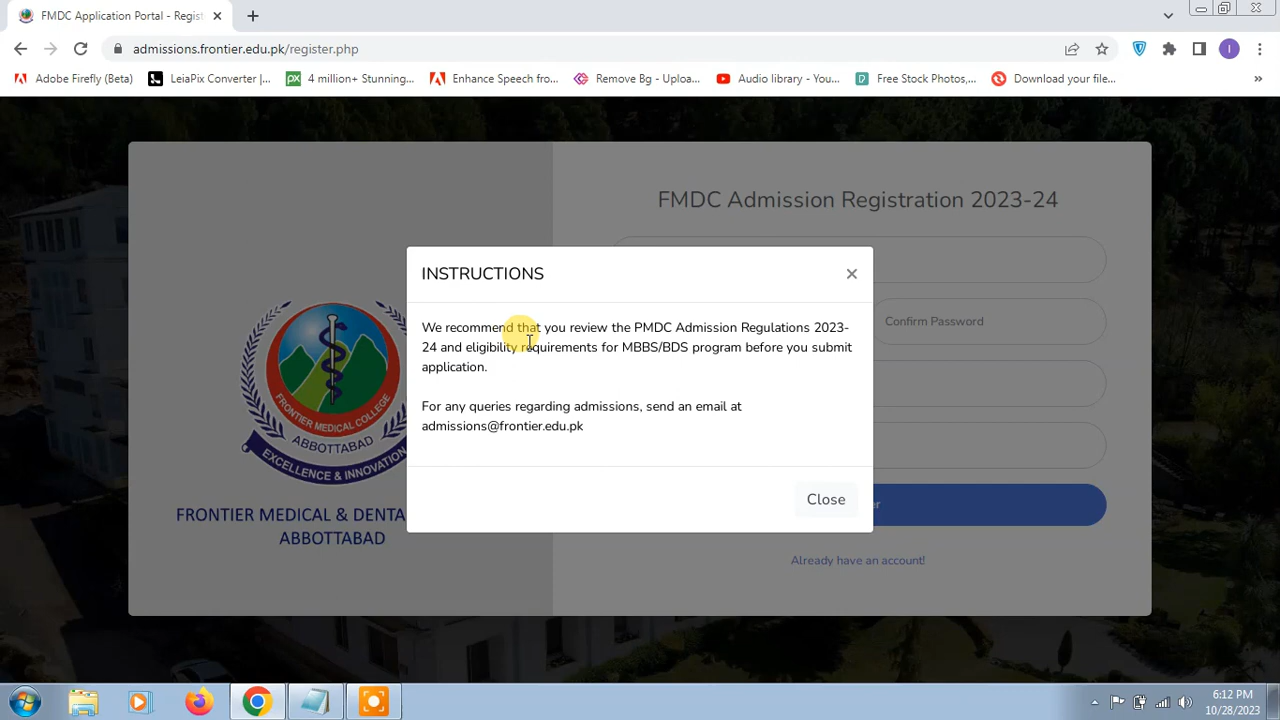 FMDC Application Portal - Regist
admissions.frontier.edu.pk/register.php
I
Adobe Firefly (Beta)
LeiaPix Converter |...
px
4 million+ Stunning...
Enhance Speech fro...
Remove Bg - Uploa...
Audio library - You...
Free Stock Photos,...
Download your file...
FMDC Admission Registration 2023-24
INSTRUCTIONS
We recommend that you review the PMDC Admission Regulations 2023-
24 and eligibility requirements for MBBS/BDS program before you submit
application.
For any queries regarding admissions, send an email at
admissions@frontier.edu.pk
Close
Confirm Password
Already have an account!
FRONTIER MEDICAL COLLEGE
ABBOTTABAD
EXCELLENCE & INNOVATION
FRONTIER MEDICAL & DENTA
ABBOTTABAD
6:12 PM
10/28/2023